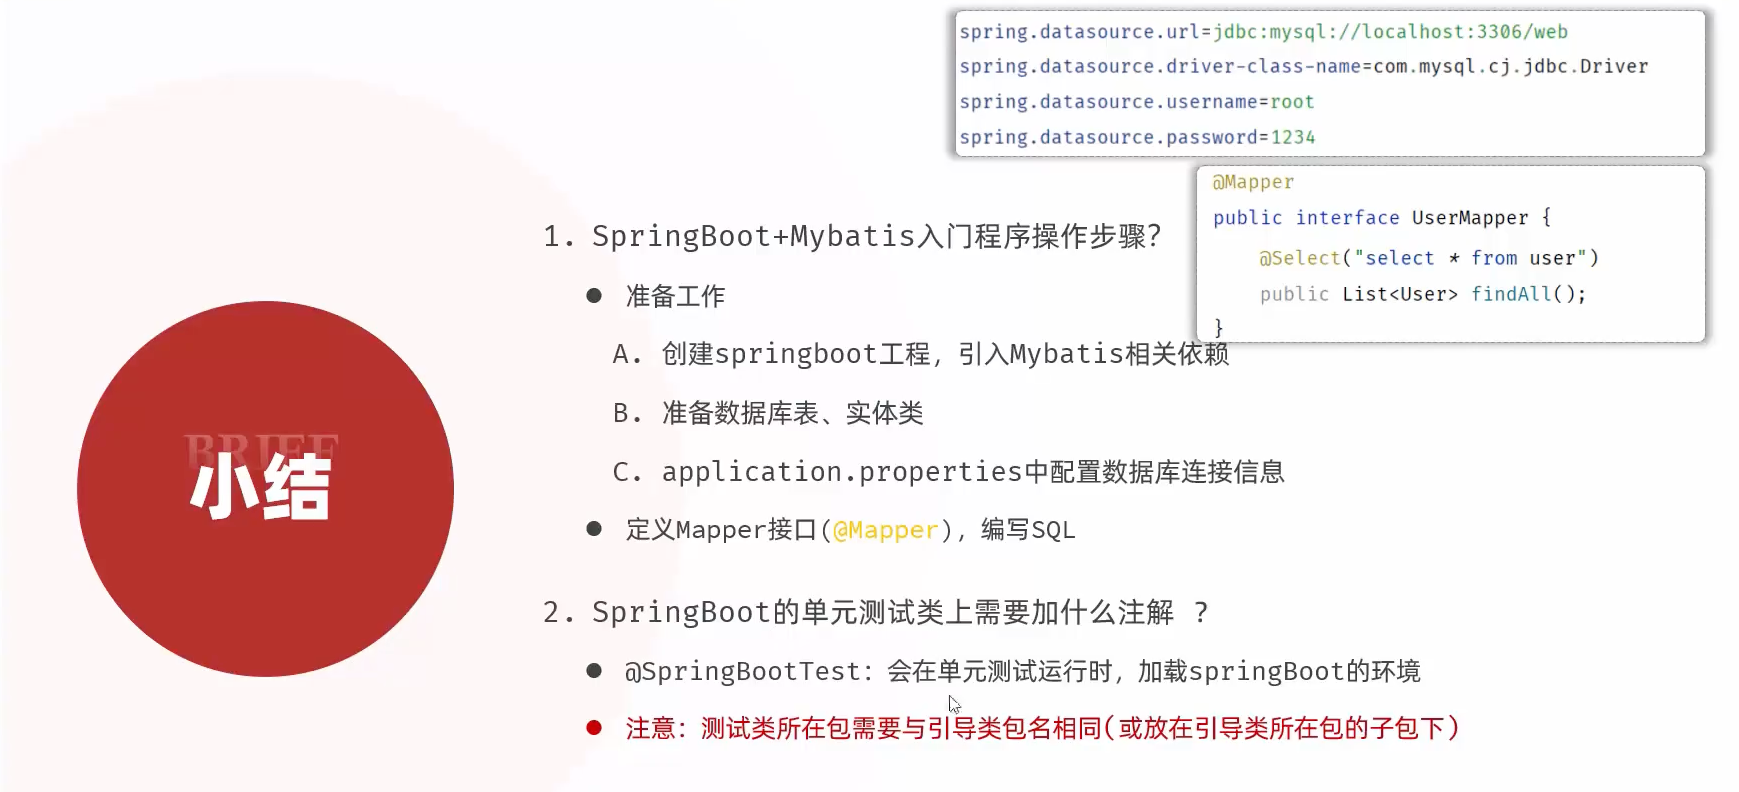 spring.datasource.url=jdbc:mysql://localhost:3306/web
spring.datasource.driver-class-name=com.mysql.cj.jdbc.Driver
spring.datasource.username=root
spring.datasource.password=1234
@Mapper
public interface UserMapper {
@Select("select * from user")
public List<User> findAll();
}
BRIEF
小结
1. SpringBoot+Mybatis入门程序操作步骤?
● 准备工作
A. 创建springboot工程，引入Mybatis相关依赖
B. 准备数据库表、实体类
C. application.properties中配置数据库连接信息
● 定义Mapper接口(@Mapper)，编写SQL
2. SpringBoot的单元测试类上需要加什么注解 ?
● @SpringBootTest：会在单元测试运行时，加载springBoot的环境
● 注意：测试类所在包需要与引导类包名相同(或放在引导类所在包的子包下)